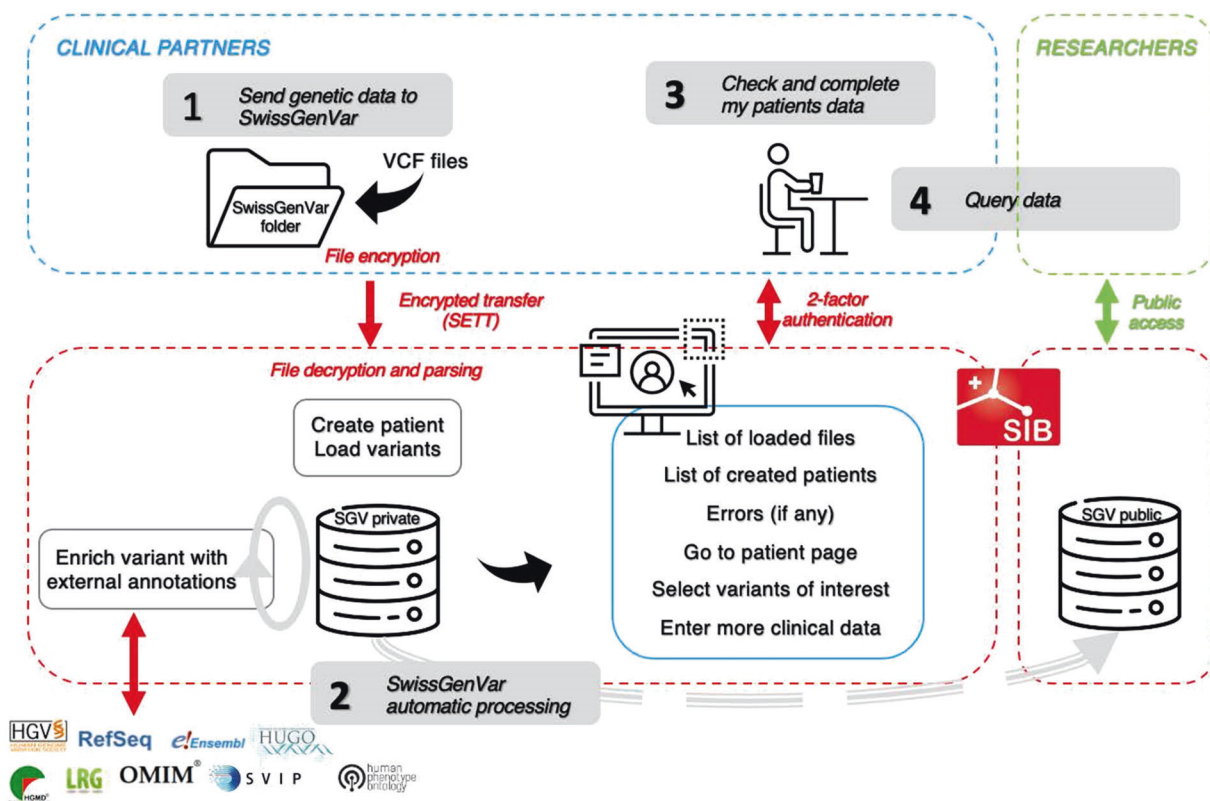 CLINICAL PARTNERS
RESEARCHERS
1
Send genetic data to
SwissGenVar
3
Check and complete
my patients data
VCF files
SwissGenVar
folder
4
Query data
File encryption
Encrypted transfer
(SETT)
2-factor
authentication
Public
access
File decryption and parsing
SIB
Create patient
Load variants
List of loaded files
List of created patients
Errors (if any)
Go to patient page
Select variants of interest
Enter more clinical data
SGV private
SGV public
Enrich variant with
external annotations
2
SwissGenVar
automatic processing
HGVS
RefSeq
e!Ensembl
HUGO
HGMD®
LRG
OMIM®
SVIP
human
phenotype
ontology